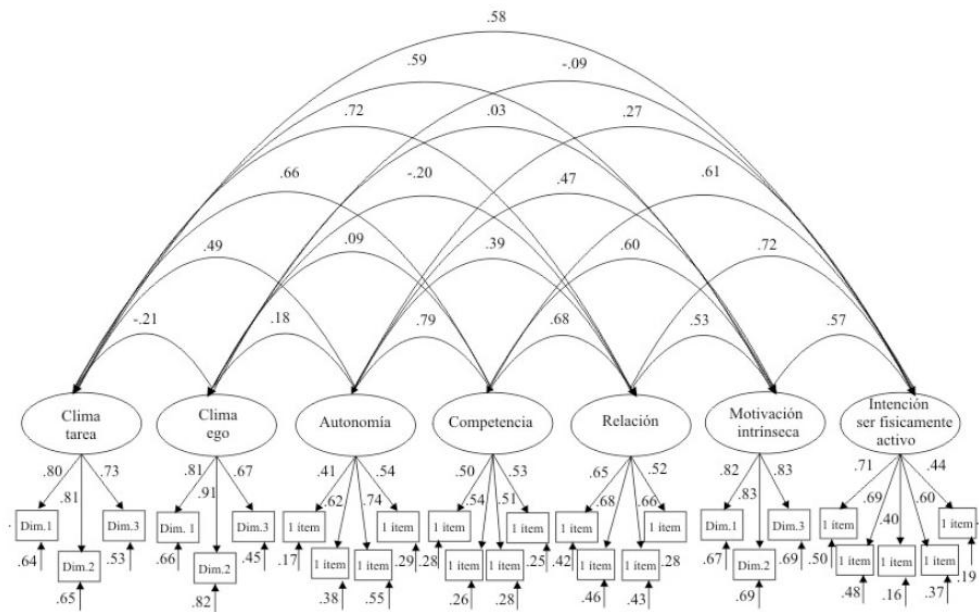 .58
.59 -.09
.72 .03 .27
.66 -.20 .47 .61
.49 .09 .39 .60 .72
-.21 .18 .79 .68 .53 .57
Clima
tarea
Clima
ego
Autonomía
Competencia
Relación
Motivación
intrínseca
Intención
ser fisicamente
activo
.80 .73 .81 .67 .41 .54 .50 .53 .65 .52 .82 .83 .71 .44
.81 .91 .62 .74 .54 .51 .68 .66 .83 .69 .40 .60
Dim.1 Dim.3 Dim. 1 Dim.3 1 item 1 item 1 item 1 item 1 item 1 item Dim.1 Dim.3 1 item 1 item
.64 .53 .66 .45 .17 .29 .28 .25 .42 .28 .67 .69 .50 .19
Dim.2 Dim.2 1 item 1 item 1 item 1 item 1 item 1 item Dim.2 1 item 1 item 1 item
.65 .82 .38 .55 .26 .28 .46 .43 .69 .48 .16 .37